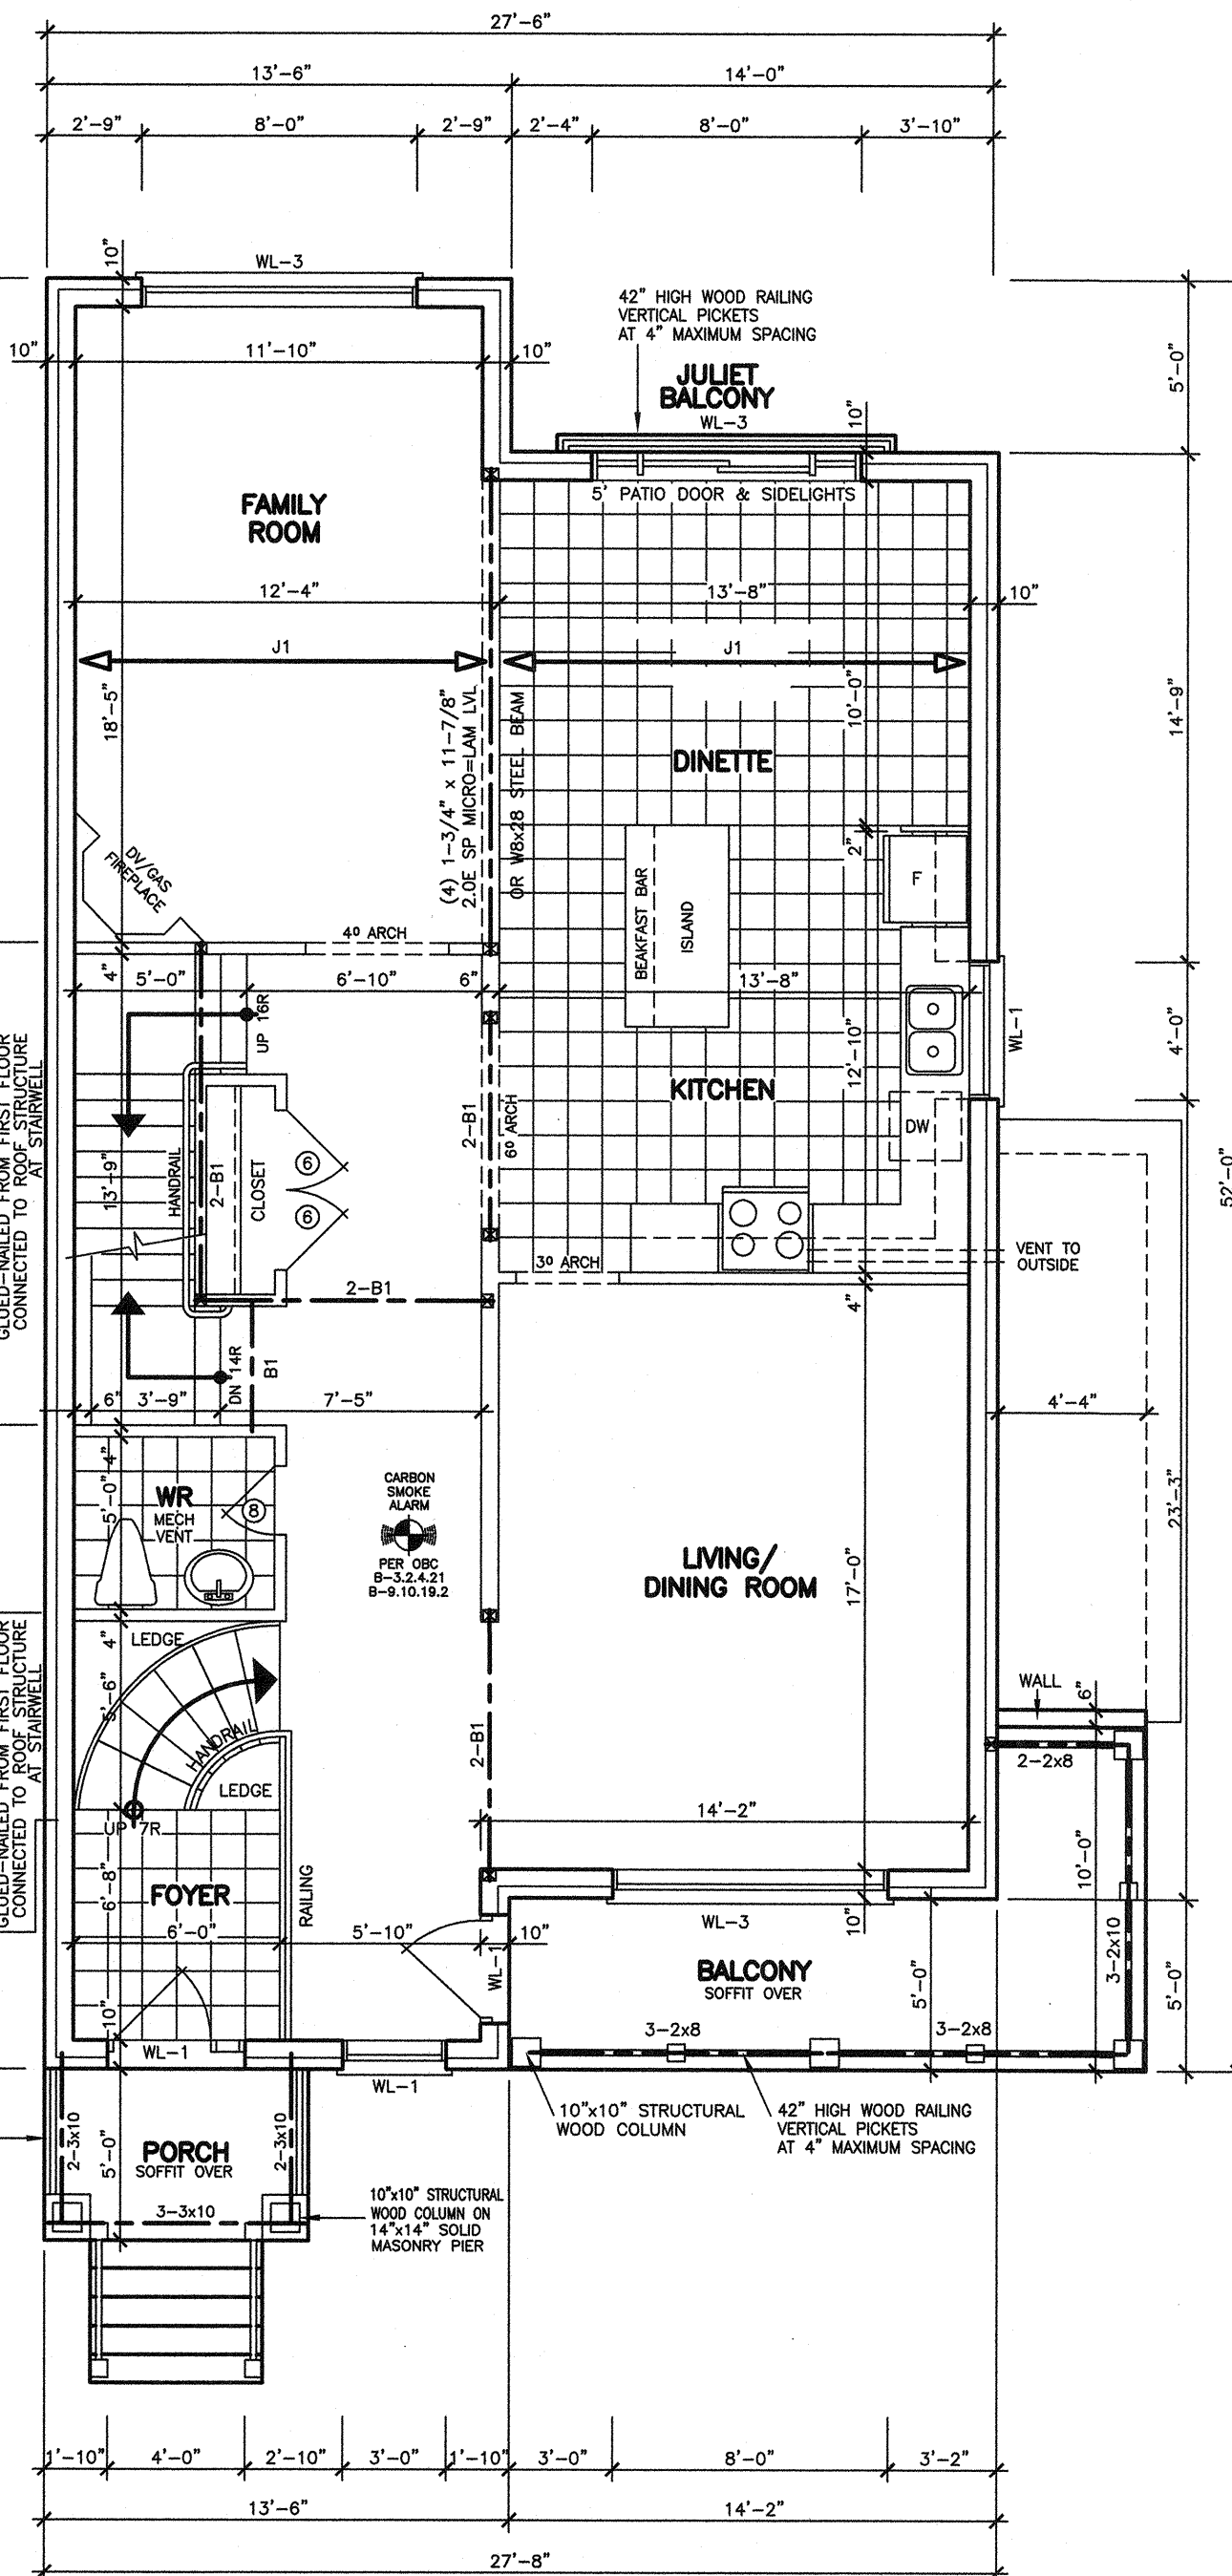 27'-6"
13'-6"
14'-0"
2'-9"
8'-0"
2'-9"
2'-4"
8'-0"
3'-10"
10"
WL-3
42" HIGH WOOD RAILING
VERTICAL PICKETS
AT 4" MAXIMUM SPACING
10"
11'-10"
10"
5'-0"
JULIET
BALCONY
WL-3
10"
5' PATIO DOOR & SIDELIGHTS
FAMILY
ROOM
12'-4"
13'-8"
10"
J1
J1
18'-5"
(4) 1-3/4" x 11-7/8"
2.0E SP MICRO=LAM LVL
OR W8x28 STEEL BEAM
10'-0"
14'-9"
DINETTE
DV/GAS
FIREPLACE
2"
F
BEAKFAST BAR
ISLAND
4º ARCH
4"
5'-0"
6'-10"
6"
13'-8"
UP 16R
WL-1
4'-0"
GLUED-NAILED FROM FIRST FLOOR
CONNECTED TO ROOF STRUCTURE
AT STAIRWELL
12'-10"
KITCHEN
2-B1
6º ARCH
DW
13'-9"
HANDRAIL
2-B1
CLOSET
6
6
52'-0"
3º ARCH
VENT TO
OUTSIDE
2-B1
4"
DN 14R
B1
6"
3'-9"
7'-5"
4'-4"
4"
5'-0"
WR
MECH
VENT
8
CARBON
SMOKE
ALARM
PER OBC
B-3.2.4.21
B-9.10.19.2
23'-3"
LIVING/
DINING ROOM
17'-0"
GLUED-NAILED FROM FIRST FLOOR
CONNECTED TO ROOF STRUCTURE
AT STAIRWELL
4"
LEDGE
5'-6"
HANDRAIL
LEDGE
WALL
6"
2-B1
2-2x8
14'-2"
UP 7R
6'-8"
FOYER
RAILING
10'-0"
6'-0"
5'-10"
10"
WL-3
10"
3-2x10
WL-1
BALCONY
SOFFIT OVER
5'-0"
5'-0"
10"
WL-1
3-2x8
3-2x8
WL-1
10"x10" STRUCTURAL
WOOD COLUMN
42" HIGH WOOD RAILING
VERTICAL PICKETS
AT 4" MAXIMUM SPACING
2-3x10
5'-0"
PORCH
SOFFIT OVER
2-3x10
3-3x10
10"x10" STRUCTURAL
WOOD COLUMN ON
14"x14" SOLID
MASONRY PIER
1'-10"
4'-0"
2'-10"
3'-0"
1'-10"
3'-0"
8'-0"
3'-2"
13'-6"
14'-2"
27'-8"